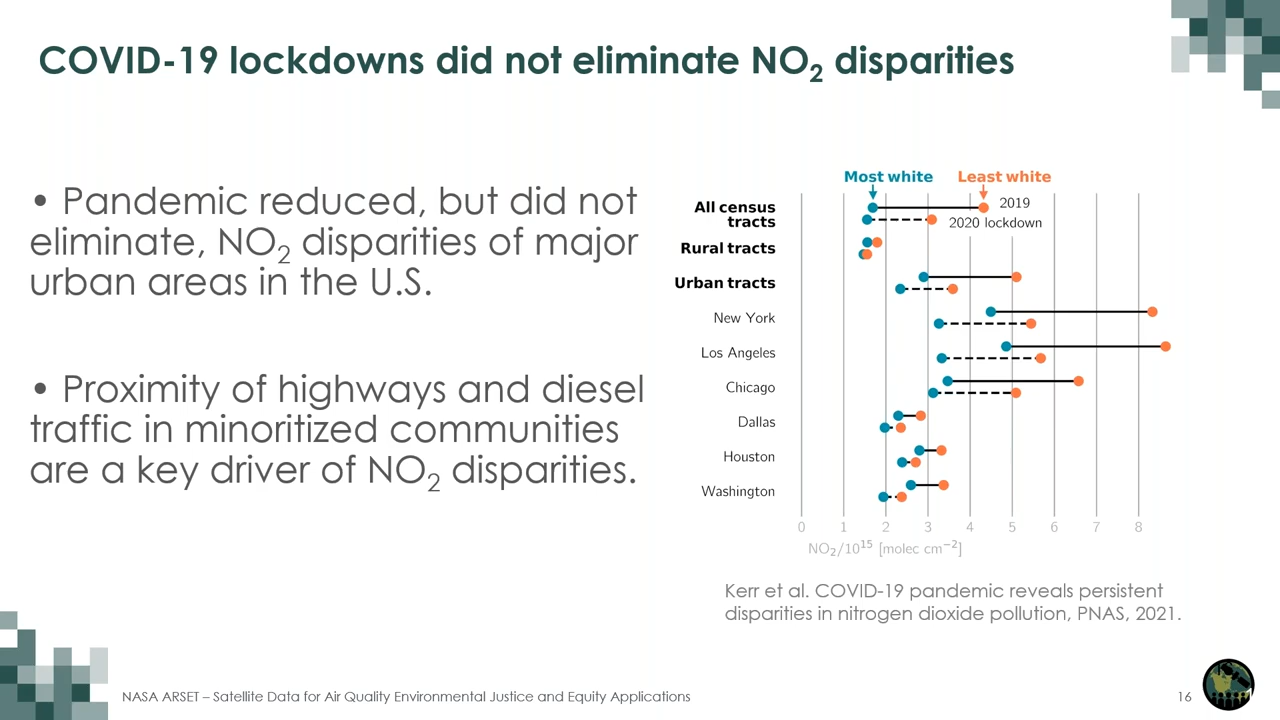 COVID-19 lockdowns did not eliminate NO₂ disparities
• Pandemic reduced, but did not
eliminate, NO₂ disparities of major
urban areas in the U.S.
• Proximity of highways and diesel
traffic in minoritized communities
are a key driver of NO₂ disparities.
Most white
Least white
All census
tracts
2019
2020 lockdown
Rural tracts
Urban tracts
New York
Los Angeles
Chicago
Dallas
Houston
Washington
0 1 2 3 4 5 6 7 8
NO₂/10¹⁵ [molec cm⁻²]
Kerr et al. COVID-19 pandemic reveals persistent
disparities in nitrogen dioxide pollution, PNAS, 2021.
NASA ARSET – Satellite Data for Air Quality Environmental Justice and Equity Applications
16